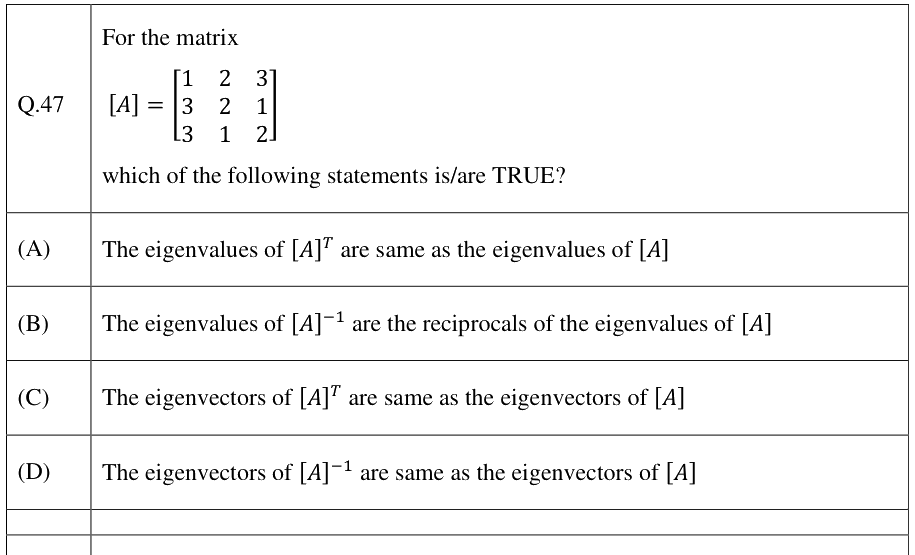 For the matrix
Q.47 [A] = [1 2 3
3 2 1
3 1 2]
which of the following statements is/are TRUE?
(A) The eigenvalues of [A]ᵀ are same as the eigenvalues of [A]
(B) The eigenvalues of [A]⁻¹ are the reciprocals of the eigenvalues of [A]
(C) The eigenvectors of [A]ᵀ are same as the eigenvectors of [A]
(D) The eigenvectors of [A]⁻¹ are same as the eigenvectors of [A]